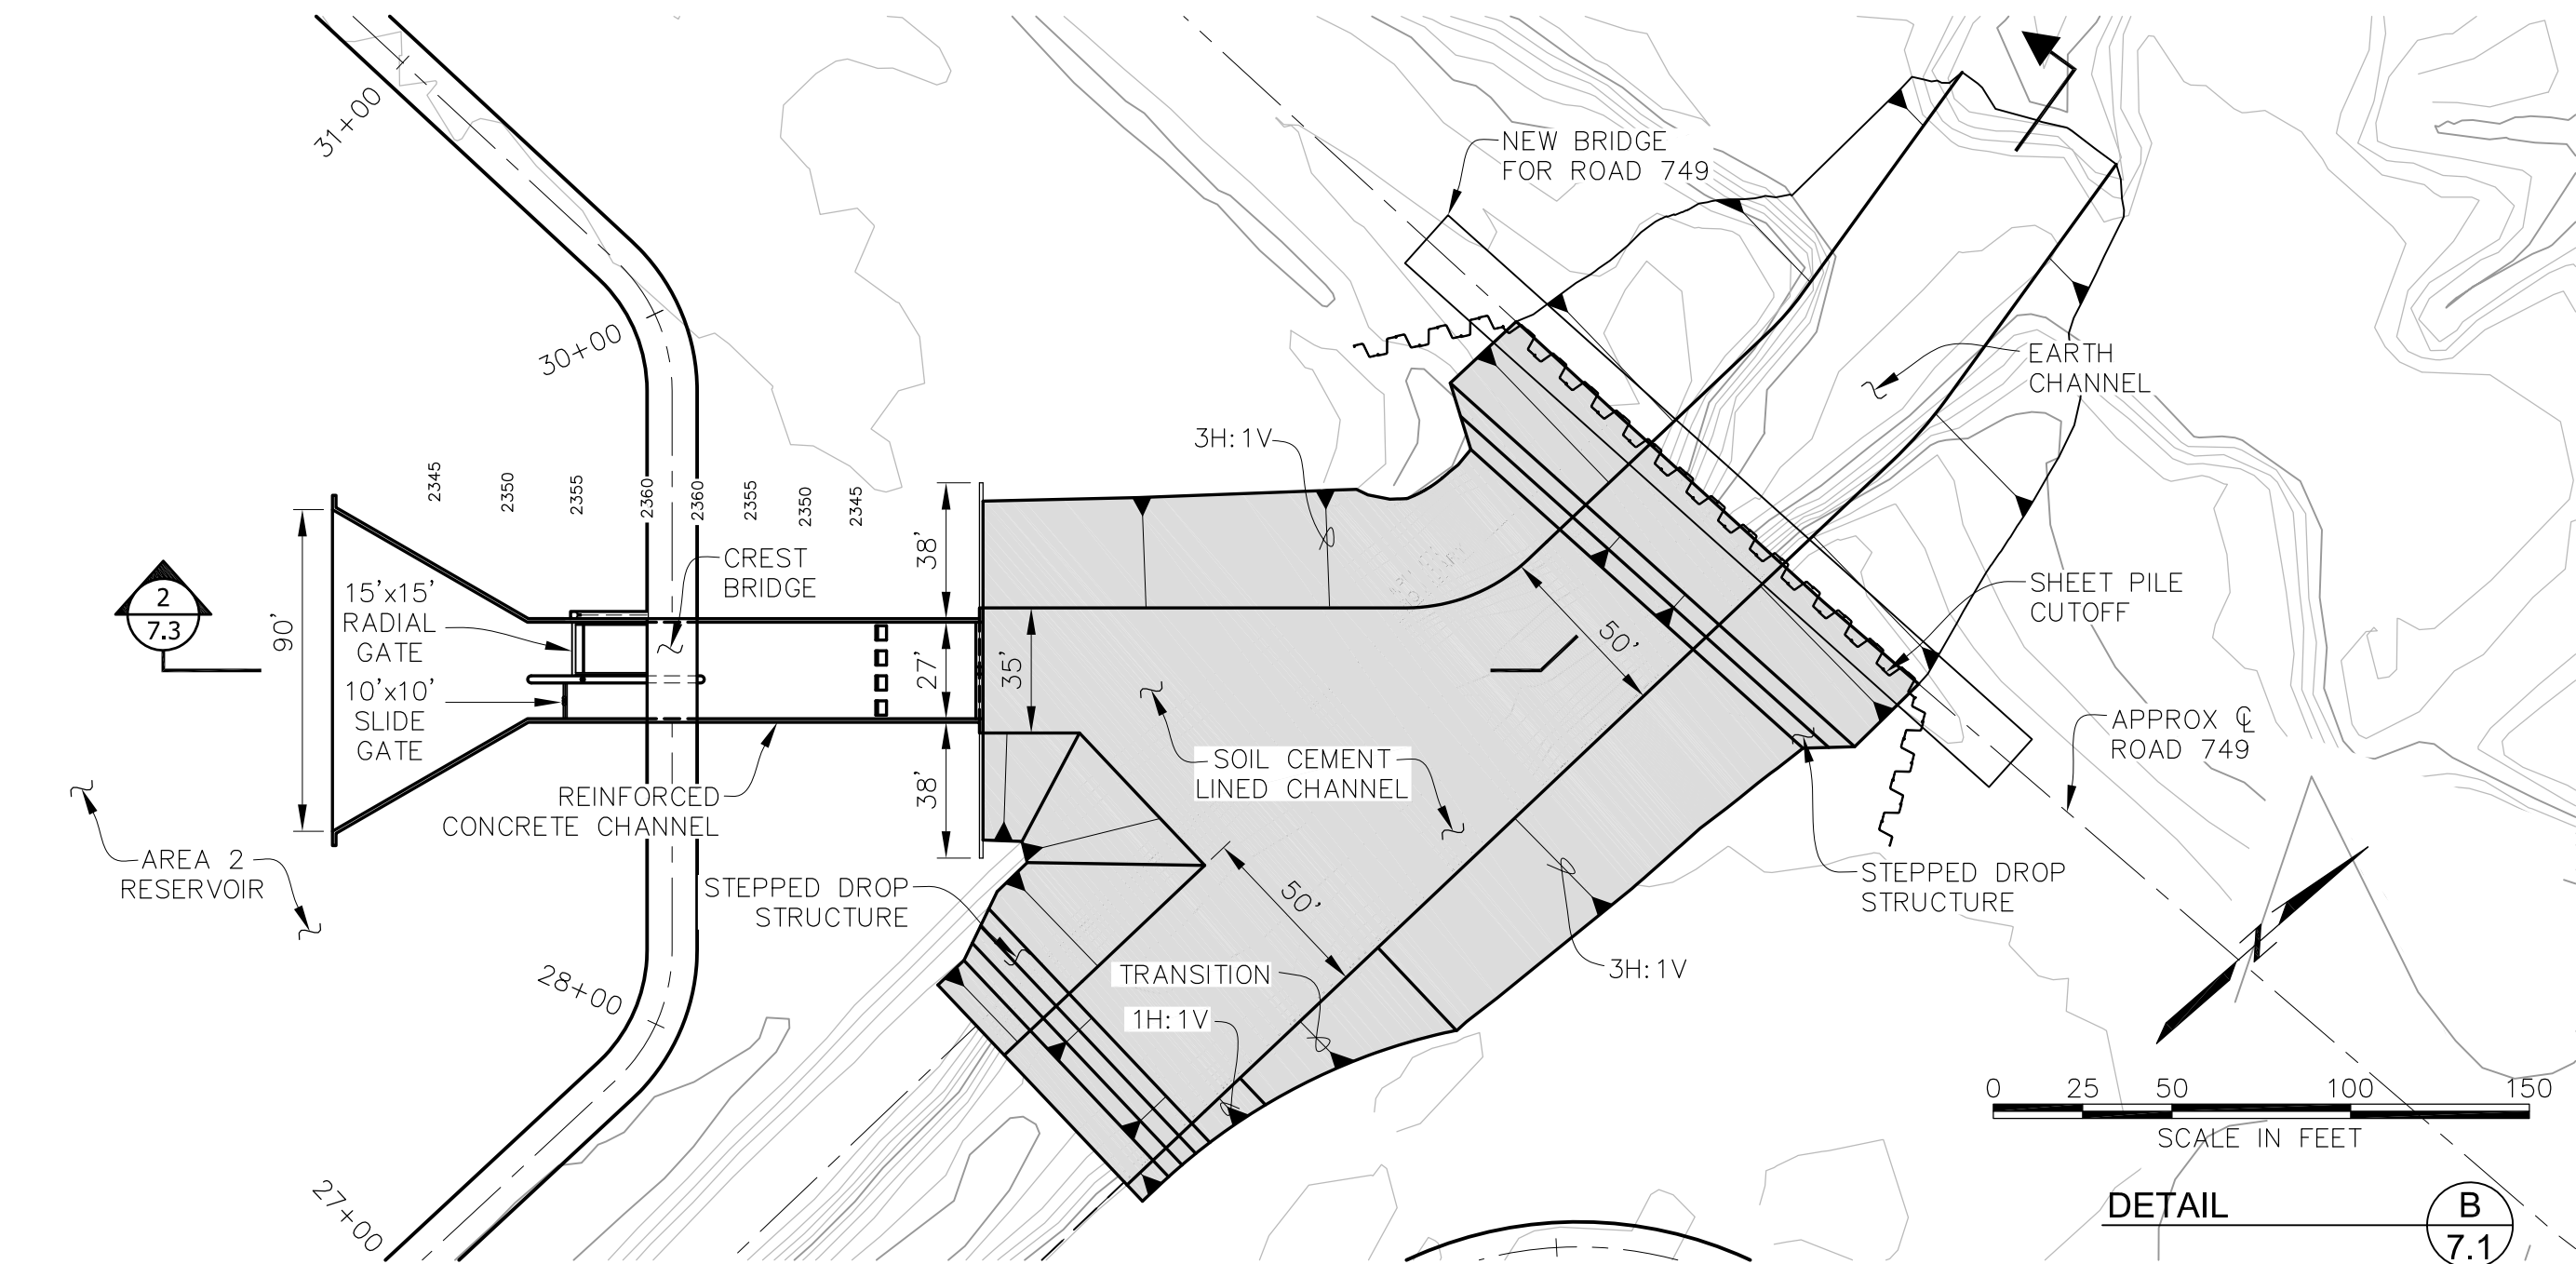 31+00
NEW BRIDGE
FOR ROAD 749
30+00
EARTH
CHANNEL
3H:1V
2345
2350
2355
2360
2360
2355
2350
2345
38'
CREST
BRIDGE
2
7.3
90'
15'x15'
RADIAL
GATE
10'x10'
SLIDE
GATE
27'
35'
50'
SHEET PILE
CUTOFF
APPROX ℄
ROAD 749
SOIL CEMENT
LINED CHANNEL
REINFORCED
CONCRETE CHANNEL
38'
AREA 2
RESERVOIR
STEPPED DROP
STRUCTURE
50'
STEPPED DROP
STRUCTURE
TRANSITION
3H:1V
28+00
1H:1V
0 25 50 100 150
SCALE IN FEET
27+00
DETAIL
B
7.1